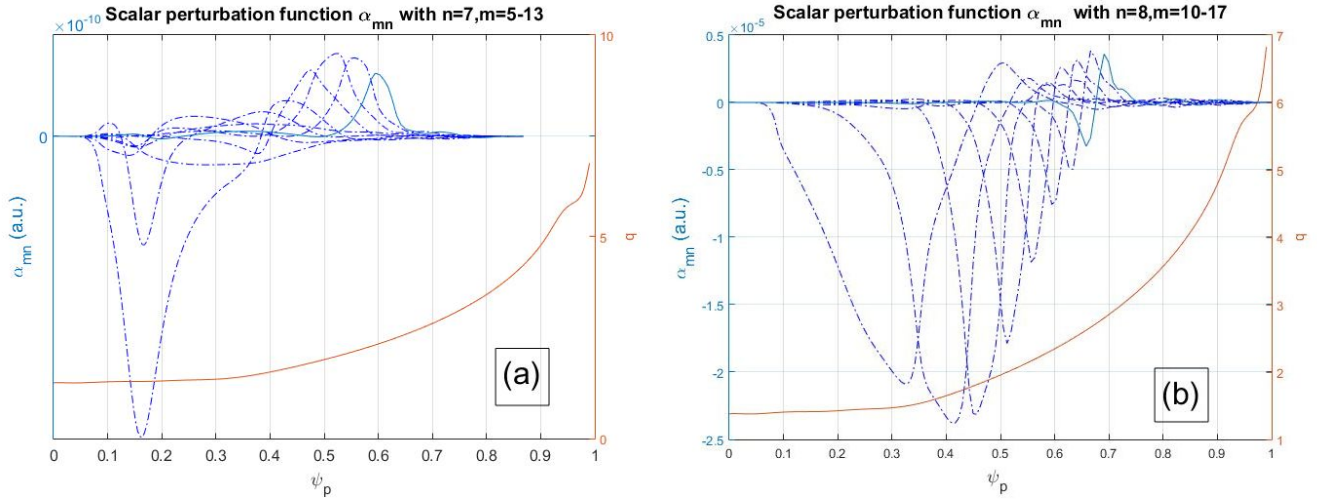 Scalar perturbation function α_mn with n=7,m=5-13
×10^-10
10
0
5
0
α_mn (a.u.)
q
(a)
0 0.1 0.2 0.3 0.4 0.5 0.6 0.7 0.8 0.9 1
ψ_p
Scalar perturbation function α_mn with n=8,m=10-17
×10^-5
0.5
0
-0.5
-1
-1.5
-2
-2.5
α_mn (a.u.)
7
6
5
4
3
2
1
q
(b)
0 0.1 0.2 0.3 0.4 0.5 0.6 0.7 0.8 0.9 1
ψ_p